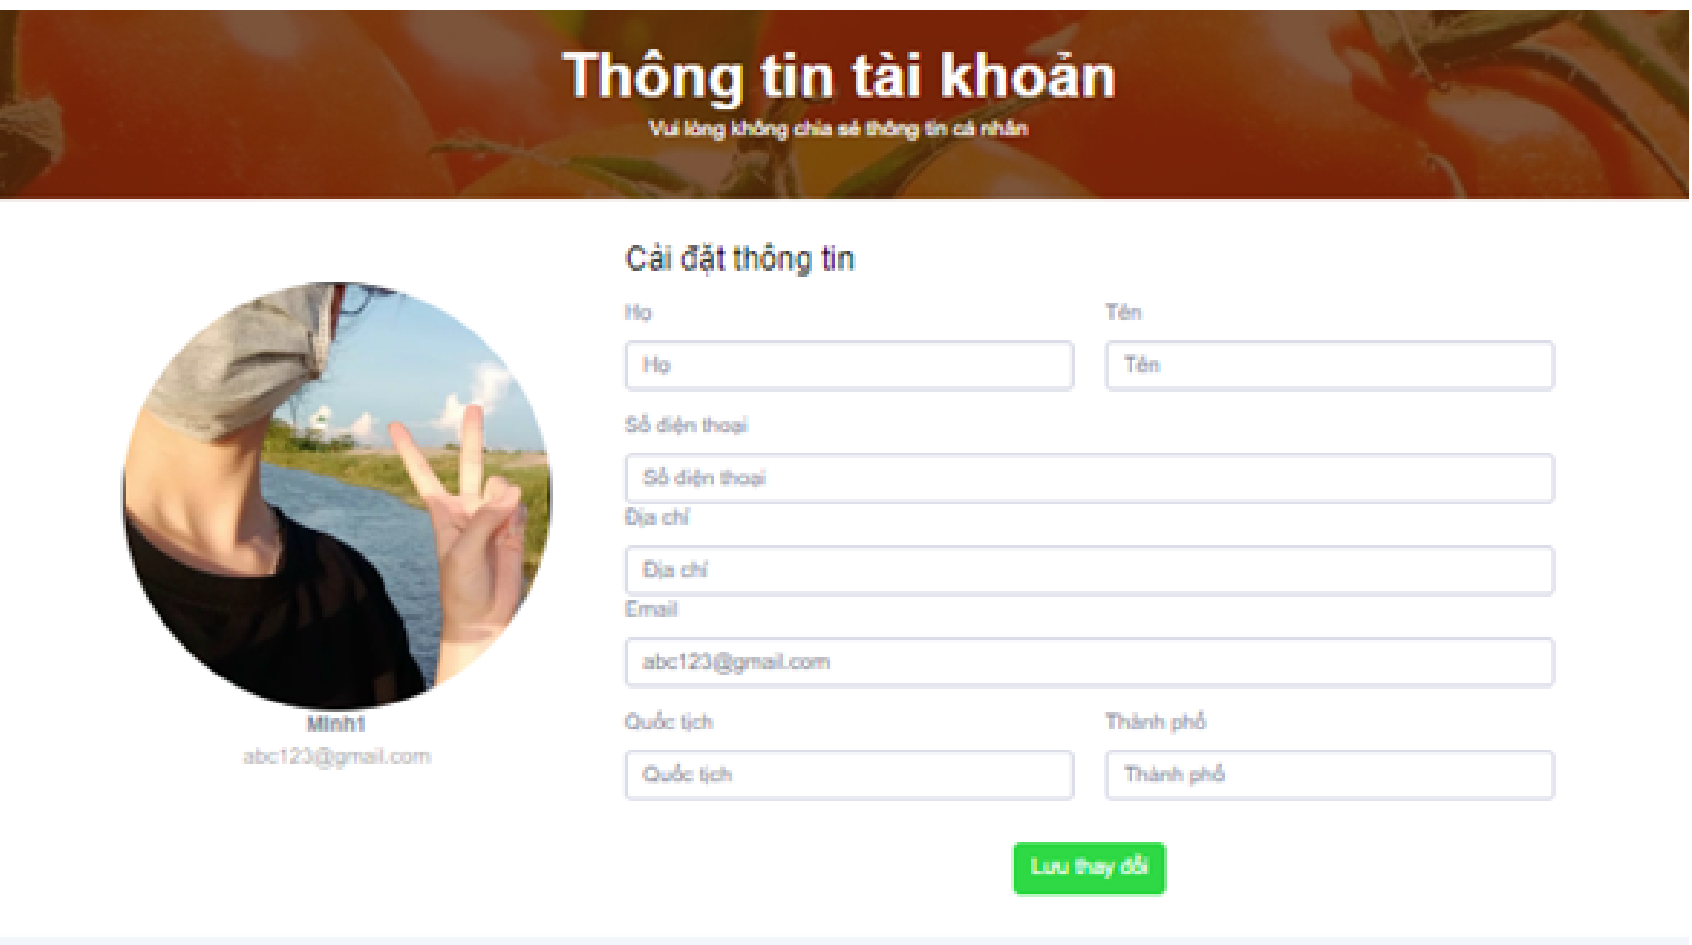 Thông tin tài khoản
Vui lòng không chia sẻ thông tin cá nhân
Cài đặt thông tin
Họ
Tên
Họ
Tên
Số điện thoại
Số điện thoại
Địa chỉ
Địa chỉ
Email
abc123@gmail.com
Minh1
abc123@gmail.com
Quốc tịch
Thành phố
Quốc tịch
Thành phố
Lưu thay đổi